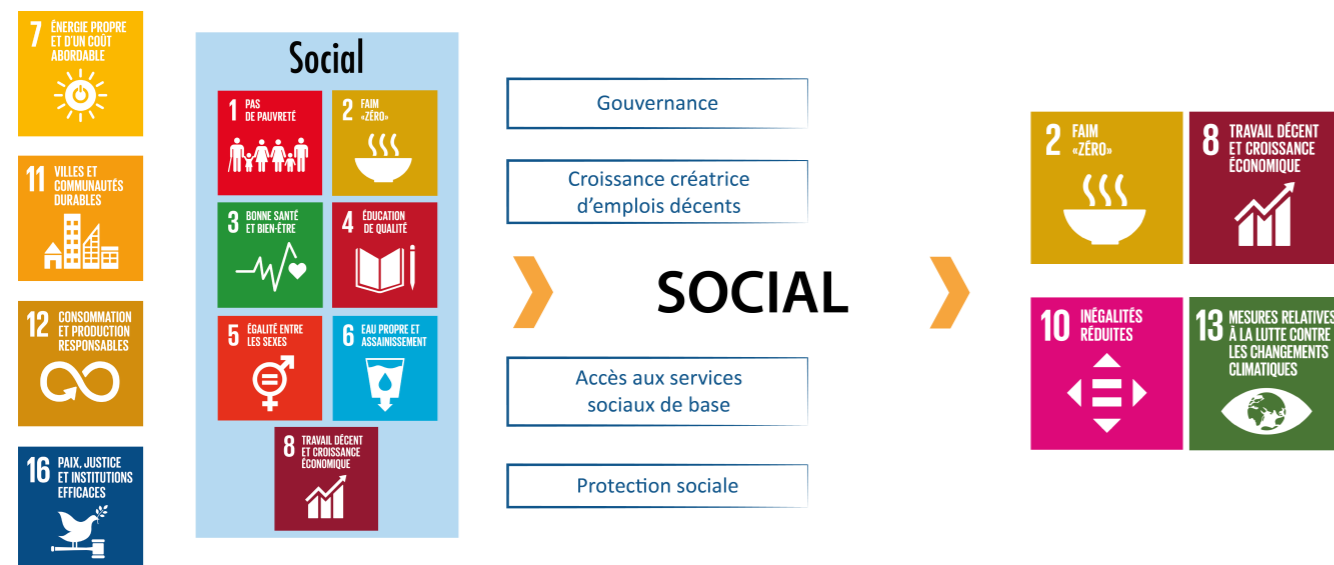 7 ÉNERGIE PROPRE
ET D'UN COÛT
ABORDABLE
11 VILLES ET
COMMUNAUTÉS
DURABLES
12 CONSOMMATION
ET PRODUCTION
RESPONSABLES
16 PAIX, JUSTICE
ET INSTITUTIONS
EFFICACES
Social
1 PAS
DE PAUVRETÉ
2 FAIM
«ZÉRO»
3 BONNE SANTÉ
ET BIEN-ÊTRE
4 ÉDUCATION
DE QUALITÉ
5 ÉGALITÉ ENTRE
LES SEXES
6 EAU PROPRE ET
ASSAINISSEMENT
8 TRAVAIL DÉCENT
ET CROISSANCE
ÉCONOMIQUE
Gouvernance
Croissance créatrice
d'emplois décents
SOCIAL
Accès aux services
sociaux de base
Protection sociale
2 FAIM
«ZÉRO»
8 TRAVAIL DÉCENT
ET CROISSANCE
ÉCONOMIQUE
10 INÉGALITÉS
RÉDUITES
13 MESURES RELATIVES
À LA LUTTE CONTRE
LES CHANGEMENTS
CLIMATIQUES